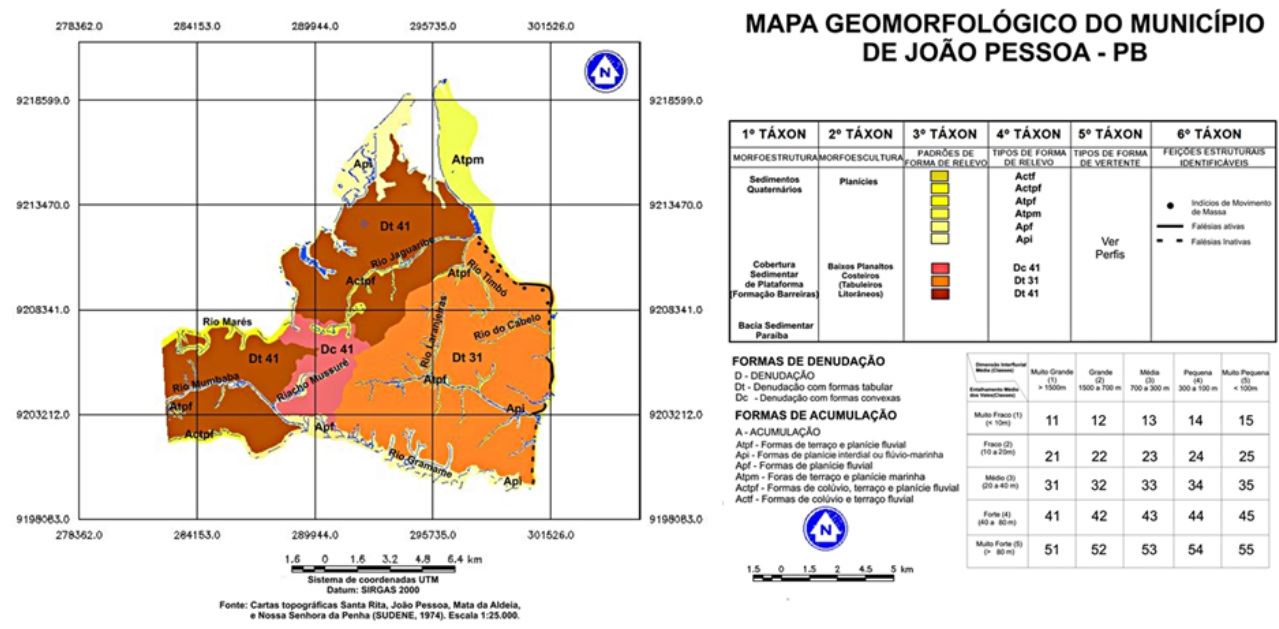 MAPA GEOMORFOLÓGICO DO MUNICÍPIO
DE JOÃO PESSOA - PB
278362.0 284153.0 289944.0 295735.0 301526.0
9218599.0 9218599.0
9213470.0 9213470.0
9208341.0 9208341.0
9203212.0 9203212.0
9198083.0 9198083.0
278362.0 284153.0 289944.0 295735.0 301526.0
N
Api
Atpm
Dt 41
Rio Jaguaribe
Actpf
Atpf
Rio Timbó
Rio Marés
Rio Laranjeiras
Rio do Cabelo
Dt 41
Dc 41
Dt 31
Rio Mumbaba
Riacho Mussuré
Atpf
Atpf
Api
Actpf
Apf
Rio Gramame
Api
1.6 0 1.6 3.2 4.8 6.4 km
Sistema de coordenadas UTM
Datum: SIRGAS 2000
Fonte: Cartas topográficas Santa Rita, João Pessoa, Mata da Aldeia,
e Nossa Senhora da Penha (SUDENE, 1974). Escala 1:25.000.
1º TÁXON 2º TÁXON 3º TÁXON 4º TÁXON 5º TÁXON 6º TÁXON
MORFOESTRUTURA MORFOESCULTURA PADRÕES DE FORMA DE RELEVO TIPOS DE FORMA DE RELEVO TIPOS DE FORMA DE VERTENTE FEIÇÕES ESTRUTURAIS IDENTIFICÁVEIS
Sedimentos
Quaternários
Planícies
Actf
Actpf
Atpf
Atpm
Apf
Api
Cobertura
Sedimentar
de Plataforma
(Formação Barreiras)
Baixos Planaltos
Costeiros
(Tabuleiros
Litorâneos)
Dc 41
Dt 31
Dt 41
Ver
Perfis
Indícios de Movimento
de Massa
Falésias ativas
Falésias Inativas
Bacia Sedimentar
Paraíba
FORMAS DE DENUDAÇÃO
D - DENUDAÇÃO
Dt - Denudação com formas tabular
Dc - Denudação com formas convexas
FORMAS DE ACUMULAÇÃO
A - ACUMULAÇÃO
Atpf - Formas de terraço e planície fluvial
Api - Formas de planície interdial ou flúvio-marinha
Apf - Formas de planície fluvial
Atpm - Foras de terraço e planície marinha
Actpf - Formas de colúvio, terraço e planície fluvial
Actf - Formas de colúvio e terraço fluvial
N
1.5 0 2 4.5 5 km
Dimensão Interfluvial
Média (Classes)
Entalhamento Médio
dos Vales(Classes)
Muito Grande
(1)
> 1500m
Grande
(2)
1500 a 700 m
Média
(3)
700 a 300 m
Pequena
(4)
300 a 100 m
Muito Pequena
(5)
< 100m
Muito Fraco (1)
(< 10m)
11 12 13 14 15
Fraco (2)
(10 a 20m)
21 22 23 24 25
Médio (3)
(20 a 40 m)
31 32 33 34 35
Forte (4)
(40 a 80 m)
41 42 43 44 45
Muito Forte (5)
(> 80 m)
51 52 53 54 55